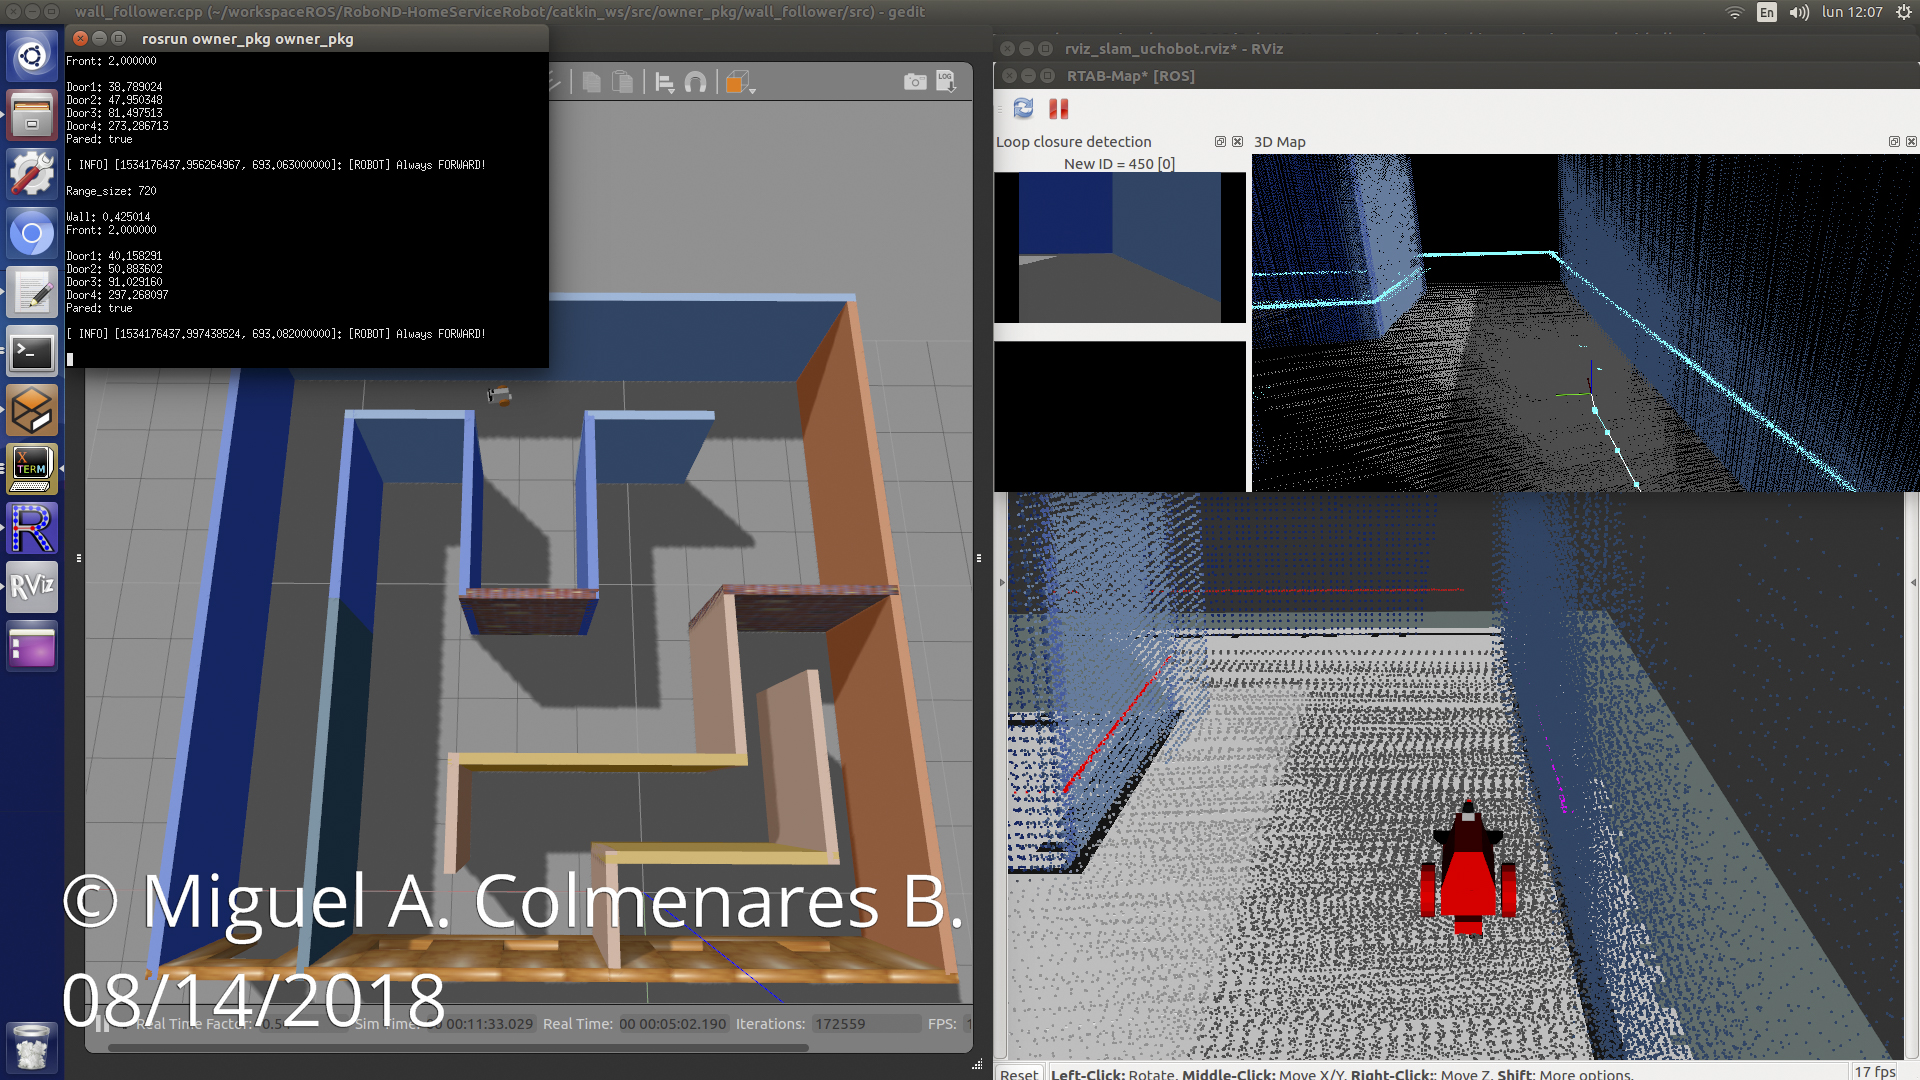 wall_follower.cpp (~/workspaceROS/RoboND-HomeServiceRobot/catkin_ws/src/owner_pkg/wall_follower/src) - gedit
En
lun 12:07
rosrun owner_pkg owner_pkg
Front: 2.000000
Door1: 38.789024
Door2: 47.950348
Door3: 81.497513
Door4: 273.286713
Pared: true
[ INFO] [1534176437.956264967, 693.063000000]: [ROBOT] Always FORWARD!
Range_size: 720
Wall: 0.425014
Front: 2.000000
Door1: 40.158291
Door2: 50.883602
Door3: 91.029160
Door4: 297.268097
Pared: true
[ INFO] [1534176437.997438524, 693.082000000]: [ROBOT] Always FORWARD!
LOG
rviz_slam_uchobot.rviz* - RViz
RTAB-Map* [ROS]
Loop closure detection
3D Map
New ID = 450 [0]
X
TERM
R
RViz
© Miguel A. Colmenares B.
08/14/2018
Real Time Factor:
Sim Time:
00 00:11:33.029
Real Time:
00 00:05:02.190
Iterations:
172559
FPS:
Reset
Left-Click: Rotate. Middle-Click: Move X/Y. Right-Click:: Move Z. Shift: More options.
17 fps